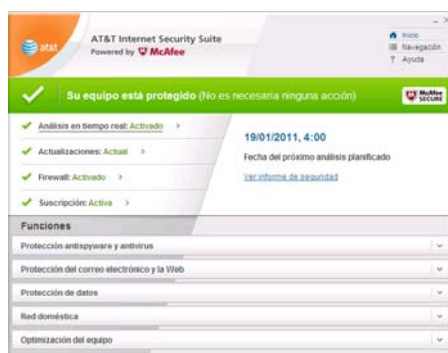 at&t
AT&T Internet Security Suite
Powered by McAfee
Inicio
Navegación
Ayuda
Su equipo está protegido (No es necesaria ninguna acción)
McAfee SECURE
Análisis en tiempo real: Activado
Actualizaciones: Actual
Firewall: Activado
Suscripción: Activa
19/01/2011, 4:00
Fecha del próximo análisis planificado
Ver informe de seguridad
Funciones
Protección antispyware y antivirus
Protección del correo electrónico y la Web
Protección de datos
Red doméstica
Optimización del equipo